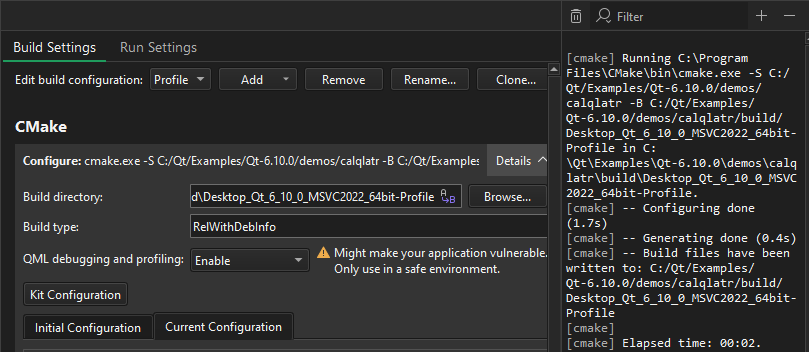 Build Settings Run Settings
Edit build configuration: Profile Add Remove Rename... Clone...
CMake
Configure: cmake.exe -S C:/Qt/Examples/Qt-6.10.0/demos/calqlatr -B C:/Qt/Examples Details
Build directory: d\Desktop_Qt_6_10_0_MSVC2022_64bit-Profile Browse...
Build type: RelWithDebInfo
QML debugging and profiling: Enable Might make your application vulnerable.
Only use in a safe environment.
Kit Configuration
Initial Configuration Current Configuration
Filter
[cmake] Running C:\Program
Files\CMake\bin\cmake.exe -S C:/
Qt/Examples/Qt-6.10.0/demos/
calqlatr -B C:/Qt/Examples/
Qt-6.10.0/demos/calqlatr/build/
Desktop_Qt_6_10_0_MSVC2022_64bit-
Profile in C:
\Qt\Examples\Qt-6.10.0\demos\calq
latr\build\Desktop_Qt_6_10_0_MSVC
2022_64bit-Profile.
[cmake] -- Configuring done
(1.7s)
[cmake] -- Generating done (0.4s)
[cmake] -- Build files have been
written to: C:/Qt/Examples/
Qt-6.10.0/demos/calqlatr/build/
Desktop_Qt_6_10_0_MSVC2022_64bit-
Profile
[cmake]
[cmake] Elapsed time: 00:02.